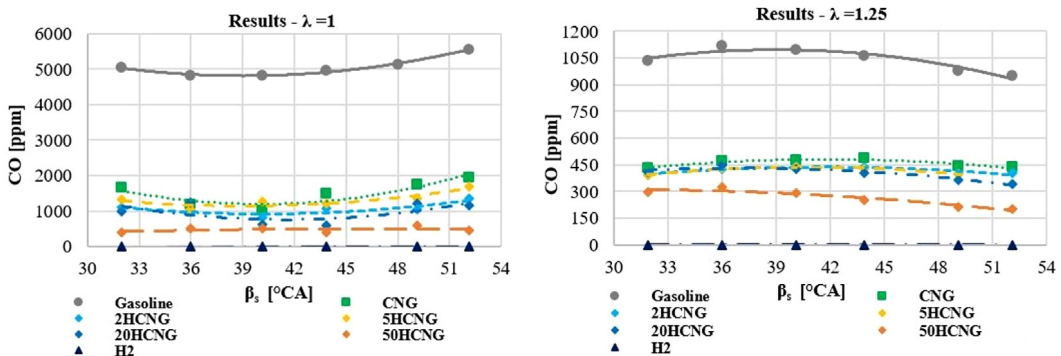 Results - λ =1
CO [ppm]
6000
5000
4000
3000
2000
1000
0
30 33 36 39 42 45 48 51 54
βs [°CA]
Gasoline CNG
2HCNG 5HCNG
20HCNG 50HCNG
H2
Results - λ =1.25
CO [ppm]
1200
1050
900
750
600
450
300
150
0
30 33 36 39 42 45 48 51 54
βs [°CA]
Gasoline CNG
2HCNG 5HCNG
20HCNG 50HCNG
H2